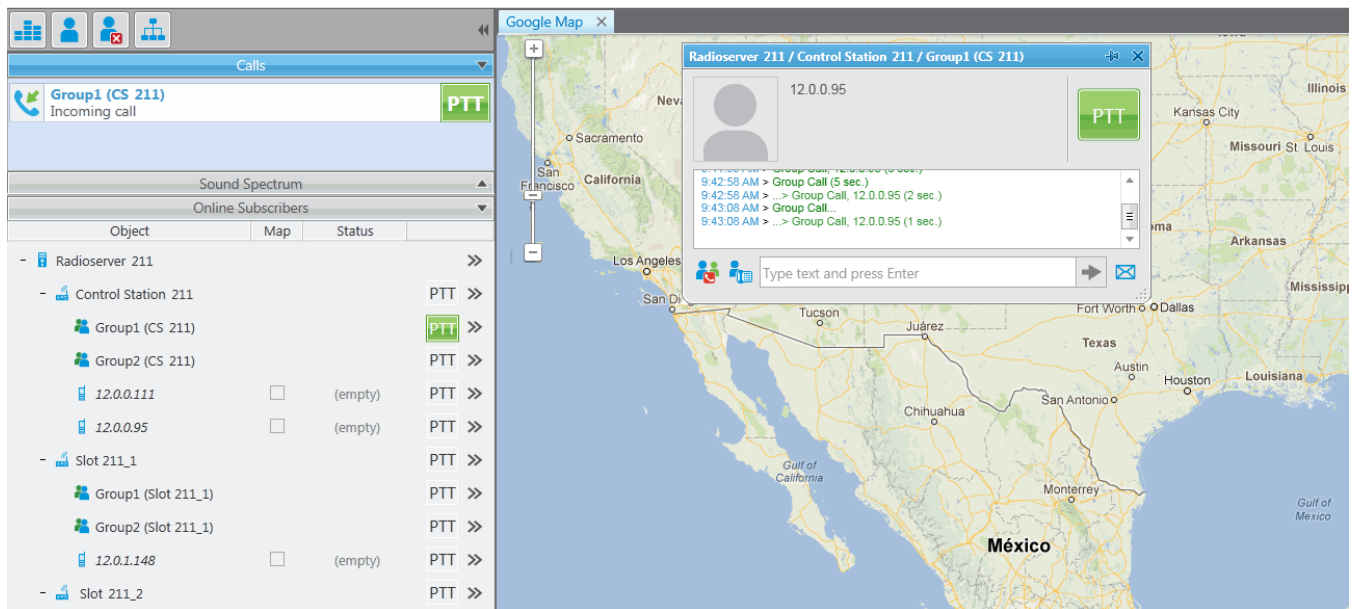 Google Map
Calls
Group1 (CS 211)
Incoming call
PTT
Sound Spectrum
Online Subscribers
Object Map Status
- Radioserver 211
- Control Station 211 PTT
Group1 (CS 211) PTT
Group2 (CS 211) PTT
12.0.0.111 (empty) PTT
12.0.0.95 (empty) PTT
- Slot 211_1 PTT
Group1 (Slot 211_1) PTT
Group2 (Slot 211_1) PTT
12.0.1.148 (empty) PTT
- Slot 211_2 PTT
Radioserver 211 / Control Station 211 / Group1 (CS 211)
12.0.0.95
PTT
9:42:58 AM > Group Call (5 sec.)
9:42:58 AM > ...> Group Call, 12.0.0.95 (2 sec.)
9:43:08 AM > Group Call...
9:43:08 AM > ...> Group Call, 12.0.0.95 (1 sec.)
Type text and press Enter
Illinois
Kansas City
Sacramento
Missouri
St. Louis
San
Francisco
California
Arkansas
Los Angeles
Mississipp
San Di
Tucson
Fort Worth
Dallas
Juárez
Texas
Austin
Houston
Louisiana
San Antonio
Chihuahua
Gulf of
California
Monterrey
Gulf of
Mexico
México